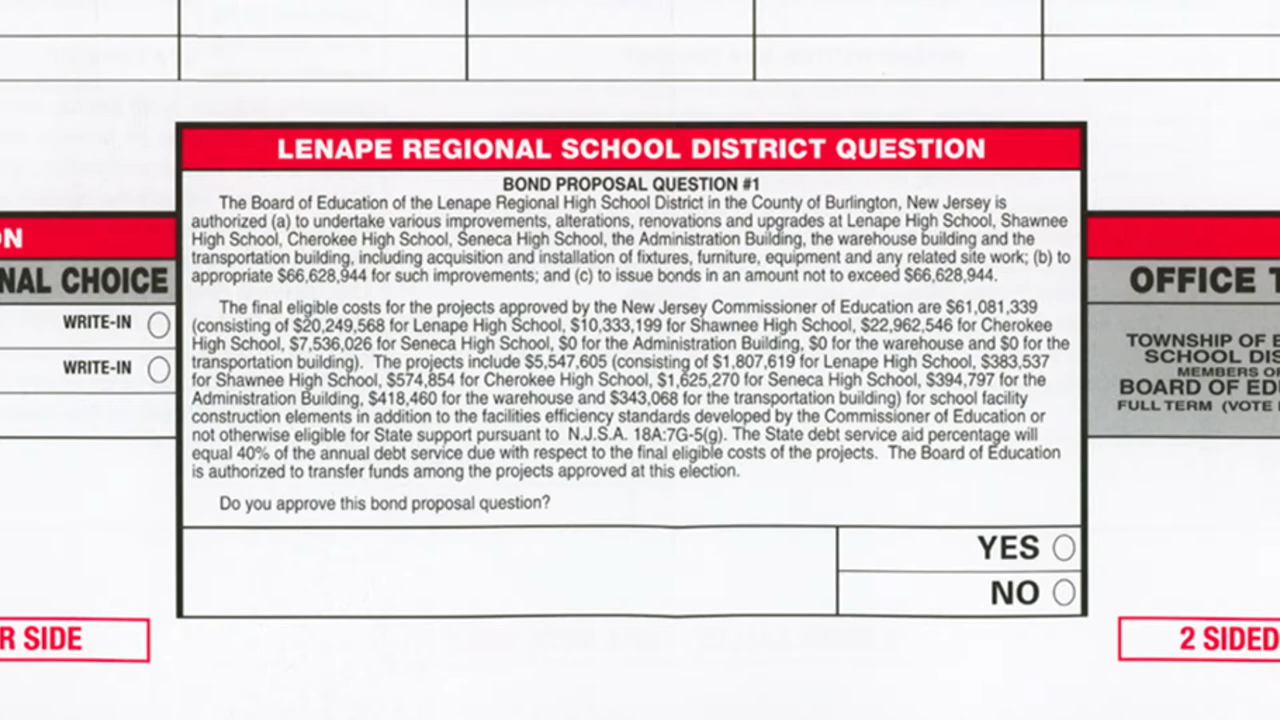 LENAPE REGIONAL SCHOOL DISTRICT QUESTION
BOND PROPOSAL QUESTION #1
The Board of Education of the Lenape Regional High School District in the County of Burlington, New Jersey is
authorized (a) to undertake various improvements, alterations, renovations and upgrades at Lenape High School, Shawnee
High School, Cherokee High School, Seneca High School, the Administration Building, the warehouse building and the
transportation building, including acquisition and installation of fixtures, furniture, equipment and any related site work; (b) to
appropriate $66,628,944 for such improvements; and (c) to issue bonds in an amount not to exceed $66,628,944.
The final eligible costs for the projects approved by the New Jersey Commissioner of Education are $61,081,339
(consisting of $20,249,568 for Lenape High School, $10,333,199 for Shawnee High School, $22,962,546 for Cherokee
High School, $7,536,026 for Seneca High School, $0 for the Administration Building, $0 for the warehouse and $0 for the
transportation building). The projects include $5,547,605 (consisting of $1,807,619 for Lenape High School, $383,537
for Shawnee High School, $574,854 for Cherokee High School, $1,625,270 for Seneca High School, $394,797 for the
Administration Building, $418,460 for the warehouse and $343,068 for the transportation building) for school facility
construction elements in addition to the facilities efficiency standards developed by the Commissioner of Education or
not otherwise eligible for State support pursuant to N.J.S.A. 18A:7G-5(g). The State debt service aid percentage will
equal 40% of the annual debt service due with respect to the final eligible costs of the projects. The Board of Education
is authorized to transfer funds among the projects approved at this election.
Do you approve this bond proposal question?
YES
NO
ON
NAL CHOICE
WRITE-IN
WRITE-IN
R SIDE
OFFICE T
TOWNSHIP OF E
SCHOOL DIS
MEMBERS OF
BOARD OF EDU
FULL TERM (VOTE
2 SIDED